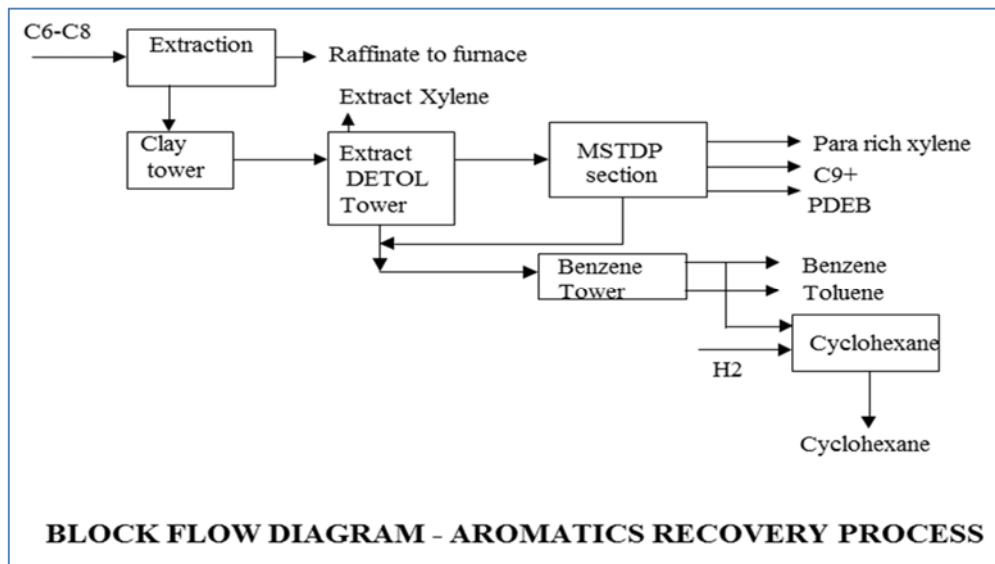 C6-C8
Extraction
Raffinate to furnace
Extract Xylene
Clay
tower
Extract
DETOL
Tower
MSTDP
section
Para rich xylene
C9+
PDEB
Benzene
Tower
Benzene
Toluene
H2
Cyclohexane
Cyclohexane
BLOCK FLOW DIAGRAM - AROMATICS RECOVERY PROCESS